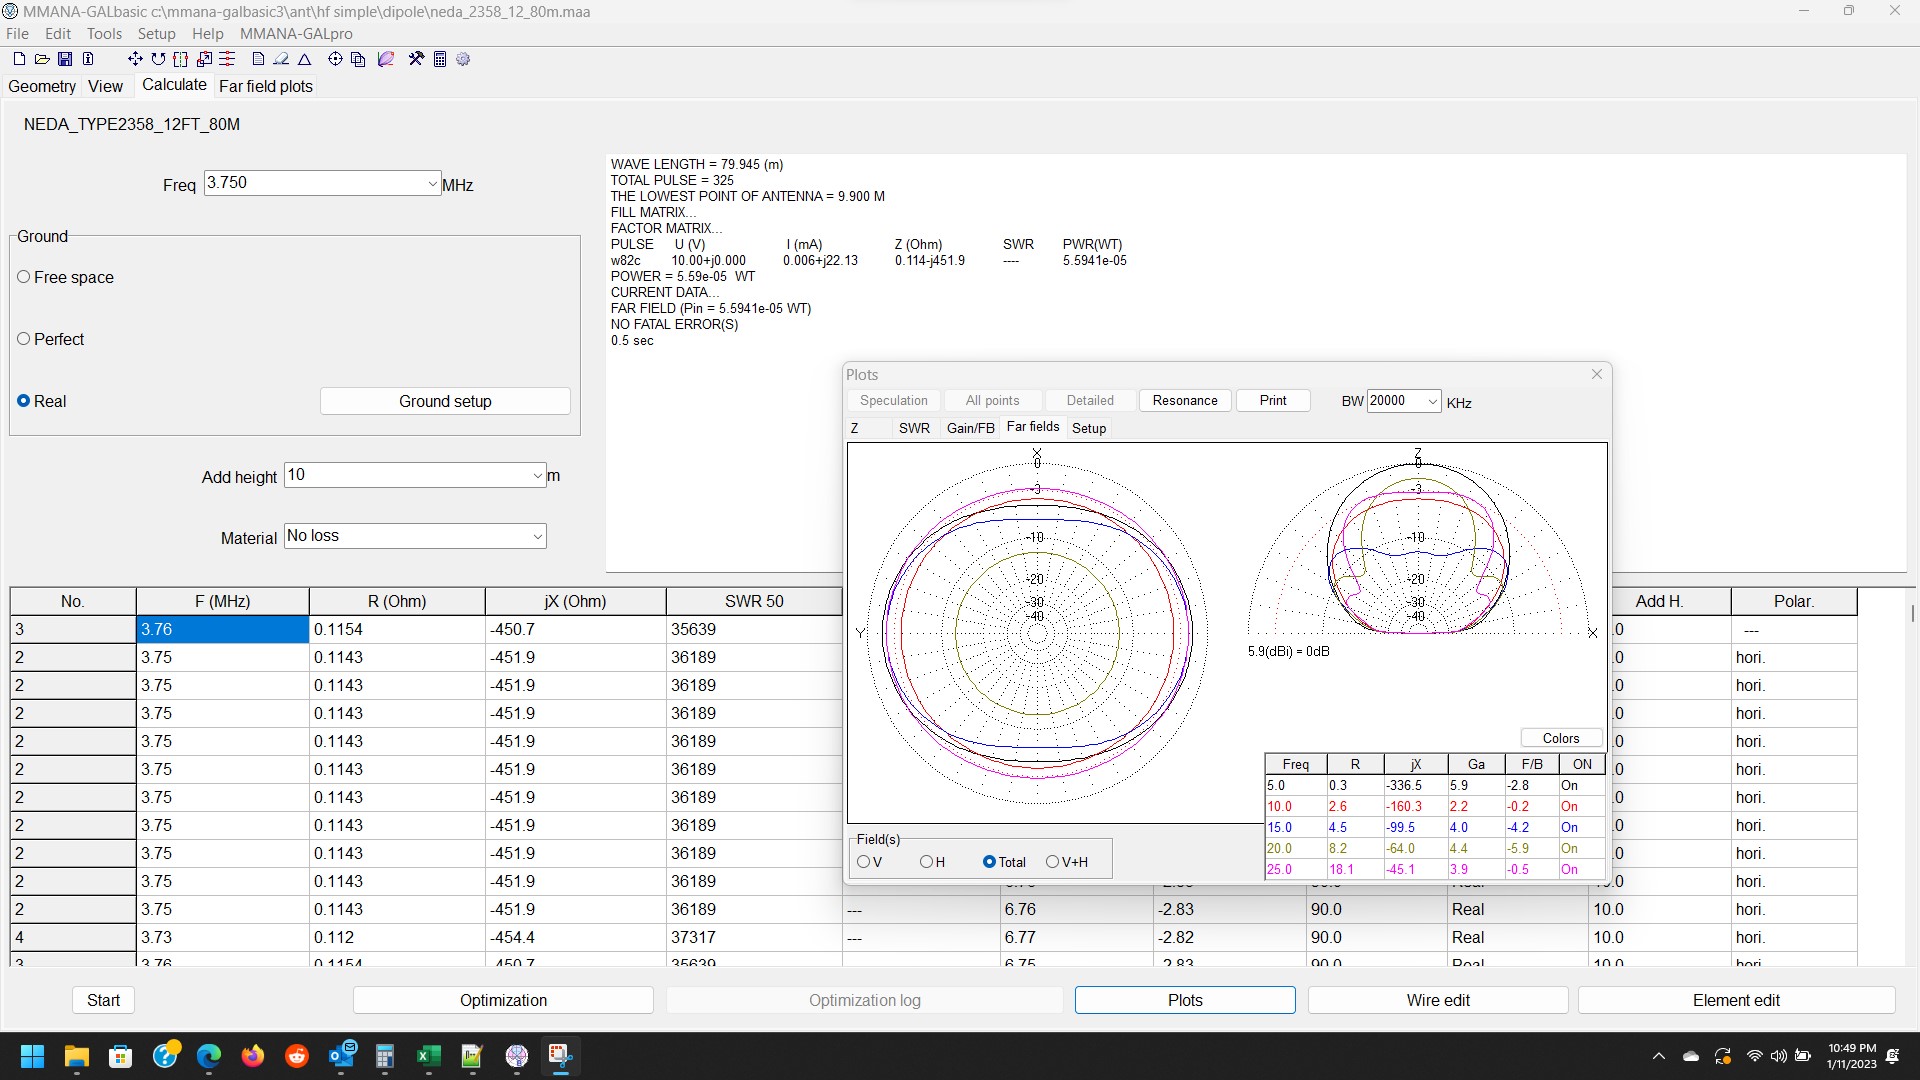 MMANA-GALbasic c:\mmana-galbasic3\ant\hf simple\dipole\neda_2358_12_80m.maa
File Edit Tools Setup Help MMANA-GALpro
Geometry View Calculate Far field plots
NEDA_TYPE2358_12FT_80M
Freq 3.750 MHz
Ground
Free space
Perfect
Real Ground setup
Add height 10 m
Material No loss
WAVE LENGTH = 79.945 (m)
TOTAL PULSE = 325
THE LOWEST POINT OF ANTENNA = 9.900 M
FILL MATRIX...
FACTOR MATRIX...
PULSE U (V) I (mA) Z (Ohm) SWR PWR(WT)
w82c 10.00+j0.000 0.006+j22.13 0.114-j451.9 ---- 5.5941e-05
POWER = 5.59e-05 WT
CURRENT DATA...
FAR FIELD (Pin = 5.5941e-05 WT)
NO FATAL ERROR(S)
0.5 sec
Plots
Speculation All points Detailed Resonance Print BW 20000 KHz
Z SWR Gain/FB Far fields Setup
X
0
-3
-10
-20
-30
-40
Y
Z
0
-3
-10
-20
-30
-40
X
5.9(dBi) = 0dB
Colors
Freq R jX Ga F/B ON
5.0 0.3 -336.5 5.9 -2.8 On
10.0 2.6 -160.3 2.2 -0.2 On
15.0 4.5 -99.5 4.0 -4.2 On
20.0 8.2 -64.0 4.4 -5.9 On
25.0 18.1 -45.1 3.9 -0.5 On
Field(s)
V H Total V+H
No. F (MHz) R (Ohm) jX (Ohm) SWR 50 Add H. Polar.
3 3.76 0.1154 -450.7 35639 .0 ---
2 3.75 0.1143 -451.9 36189 .0 hori.
2 3.75 0.1143 -451.9 36189 .0 hori.
2 3.75 0.1143 -451.9 36189 .0 hori.
2 3.75 0.1143 -451.9 36189 .0 hori.
2 3.75 0.1143 -451.9 36189 .0 hori.
2 3.75 0.1143 -451.9 36189 .0 hori.
2 3.75 0.1143 -451.9 36189 .0 hori.
2 3.75 0.1143 -451.9 36189 .0 hori.
2 3.75 0.1143 -451.9 36189 hori.
2 3.75 0.1143 -451.9 36189 --- 6.76 -2.83 90.0 Real 10.0 hori.
4 3.73 0.112 -454.4 37317 --- 6.77 -2.82 90.0 Real 10.0 hori.
3 3.76 0.1154 -450.7 35639 6.75 -2.83 90.0 Real 10.0 hori.
Start Optimization Optimization log Plots Wire edit Element edit
10:49 PM
1/11/2023